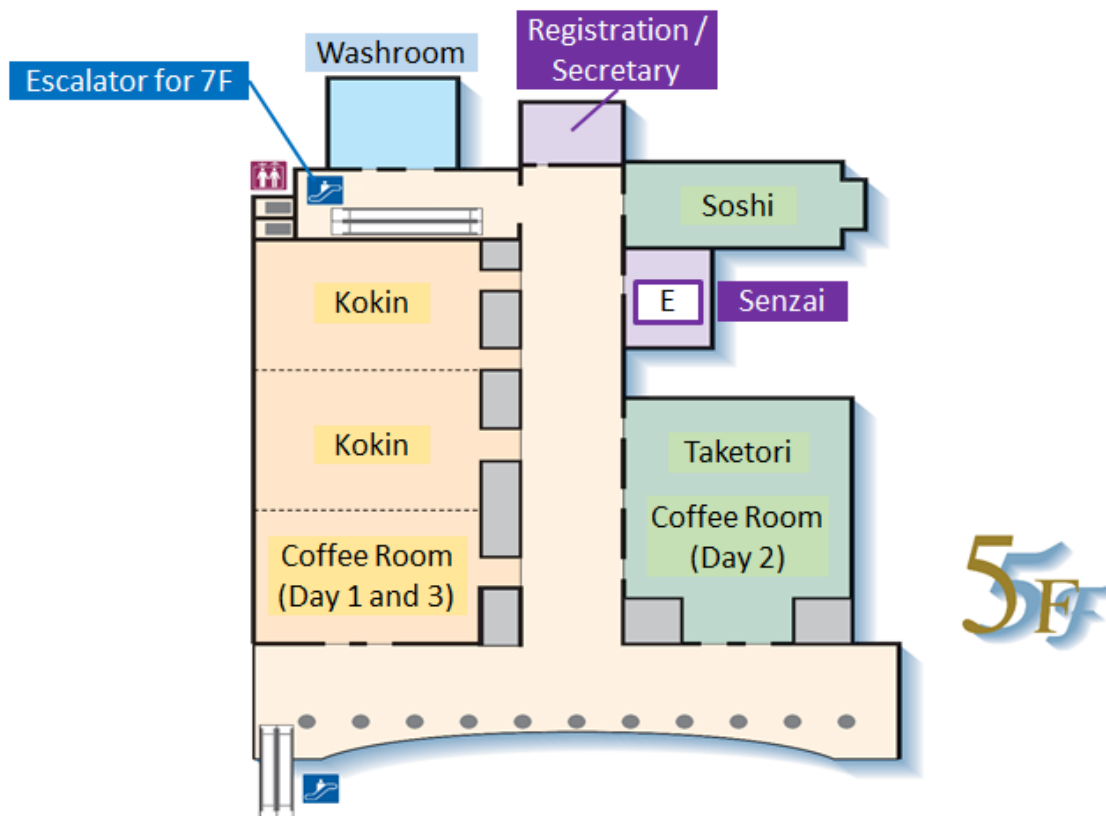 Registration /
Secretary
Washroom
Escalator for 7F
Soshi
Kokin
E
Senzai
Kokin
Taketori
Coffee Room
(Day 2)
Coffee Room
(Day 1 and 3)
5F